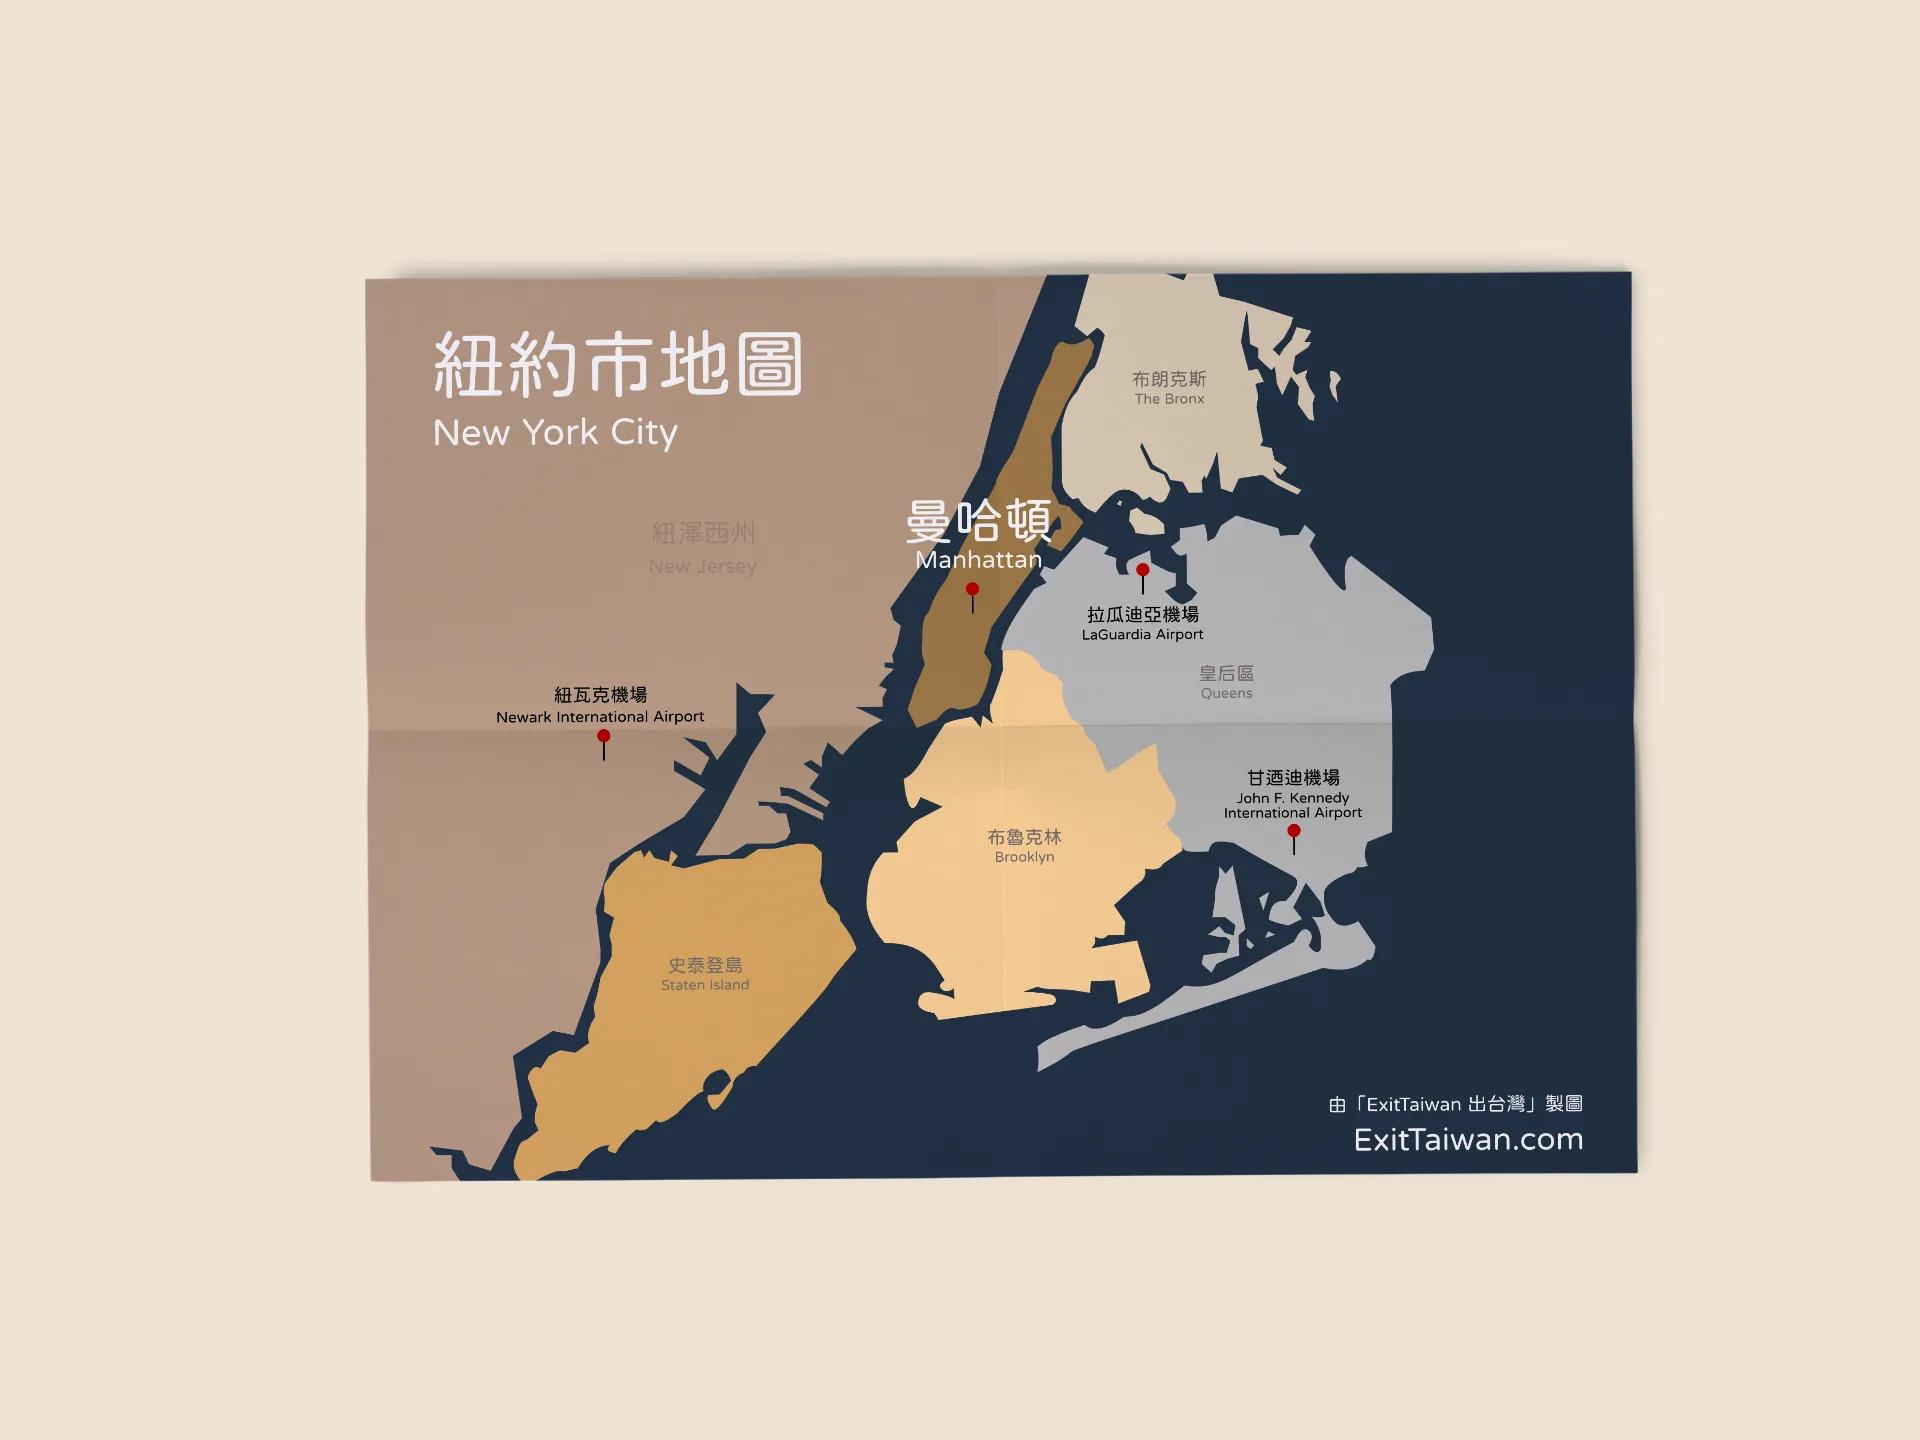 紐約市地圖
New York City
布朗克斯
The Bronx
紐澤西州
New Jersey
曼哈頓
Manhattan
拉瓜迪亞機場
LaGuardia Airport
皇后區
Queens
紐瓦克機場
Newark International Airport
甘迺迪機場
John F. Kennedy
International Airport
布魯克林
Brooklyn
史泰登島
Staten Island
由「ExitTaiwan 出台灣」製圖
ExitTaiwan.com